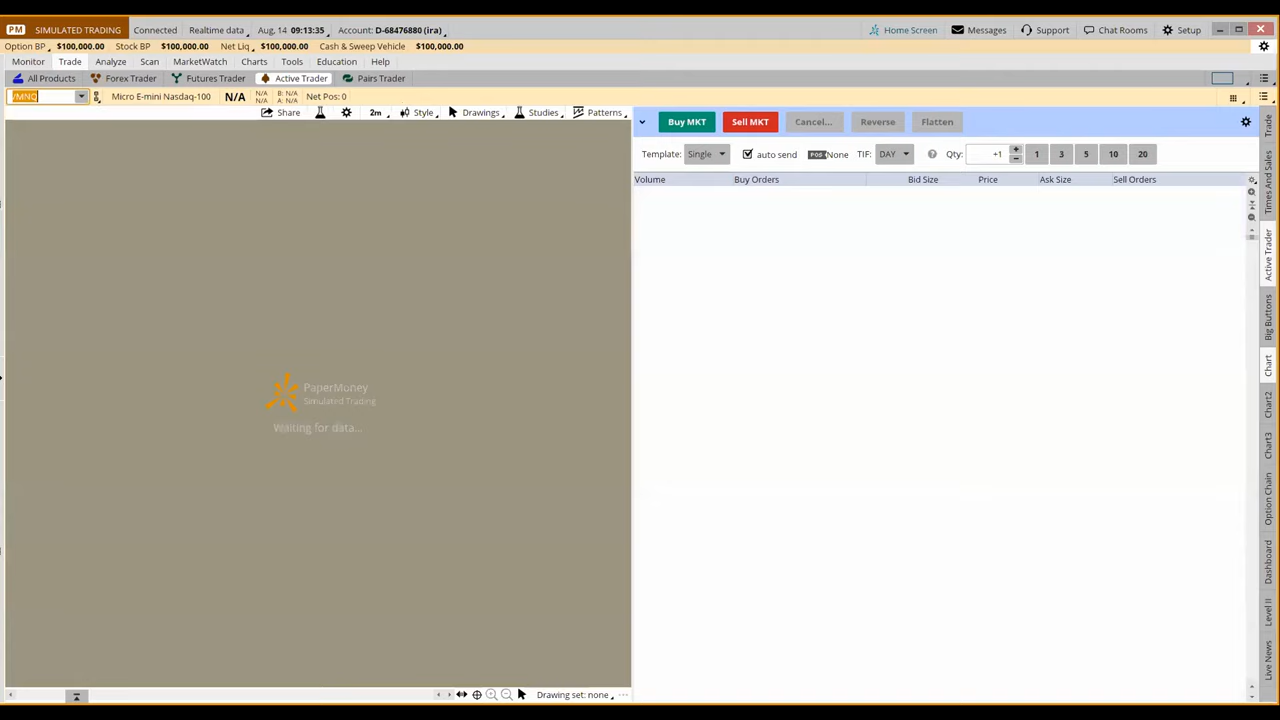 PM SIMULATED TRADING Connected Realtime data Aug, 14 09:13:35 Account: D-68476880 (ira) Home Screen Messages Support Chat Rooms Setup
Option BP $100,000.00 Stock BP $100,000.00 Net Liq $100,000.00 Cash & Sweep Vehicle $100,000.00
Monitor Trade Analyze Scan MarketWatch Charts Tools Education Help
All Products Forex Trader Futures Trader Active Trader Pairs Trader
/MNQ Micro E-mini Nasdaq-100 N/A N/A N/A B: N/A A: N/A Net Pos: 0
Share 2m Style Drawings Studies Patterns
Buy MKT Sell MKT Cancel... Reverse Flatten
Template: Single auto send POS None TIF: DAY ? Qty: +1 1 3 5 10 20
Volume Buy Orders Bid Size Price Ask Size Sell Orders
PaperMoney
Simulated Trading
Waiting for data...
Drawing set: none
Trade
Times And Sales
Active Trader
Big Buttons
Chart
Chart2
Chart3
Option Chain
Dashboard
Level II
Live News